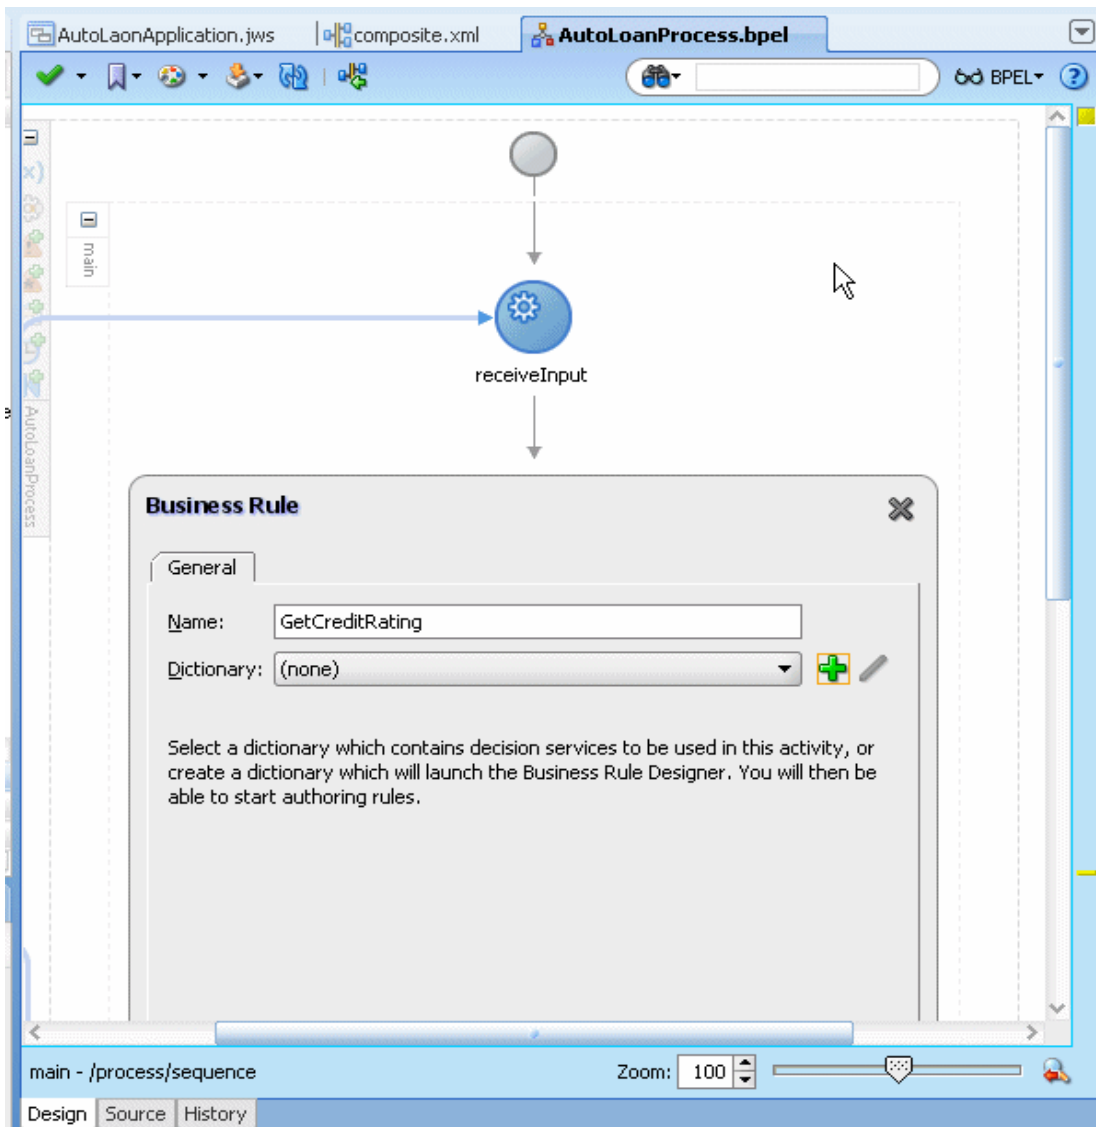 AutoLaonApplication.jws
composite.xml
AutoLoanProcess.bpel
BPEL
main
receiveInput
AutoLoanProcess
Business Rule
General
Name:
GetCreditRating
Dictionary:
(none)
Select a dictionary which contains decision services to be used in this activity, or
create a dictionary which will launch the Business Rule Designer. You will then be
able to start authoring rules.
main - /process/sequence
Zoom:
100
Design
Source
History